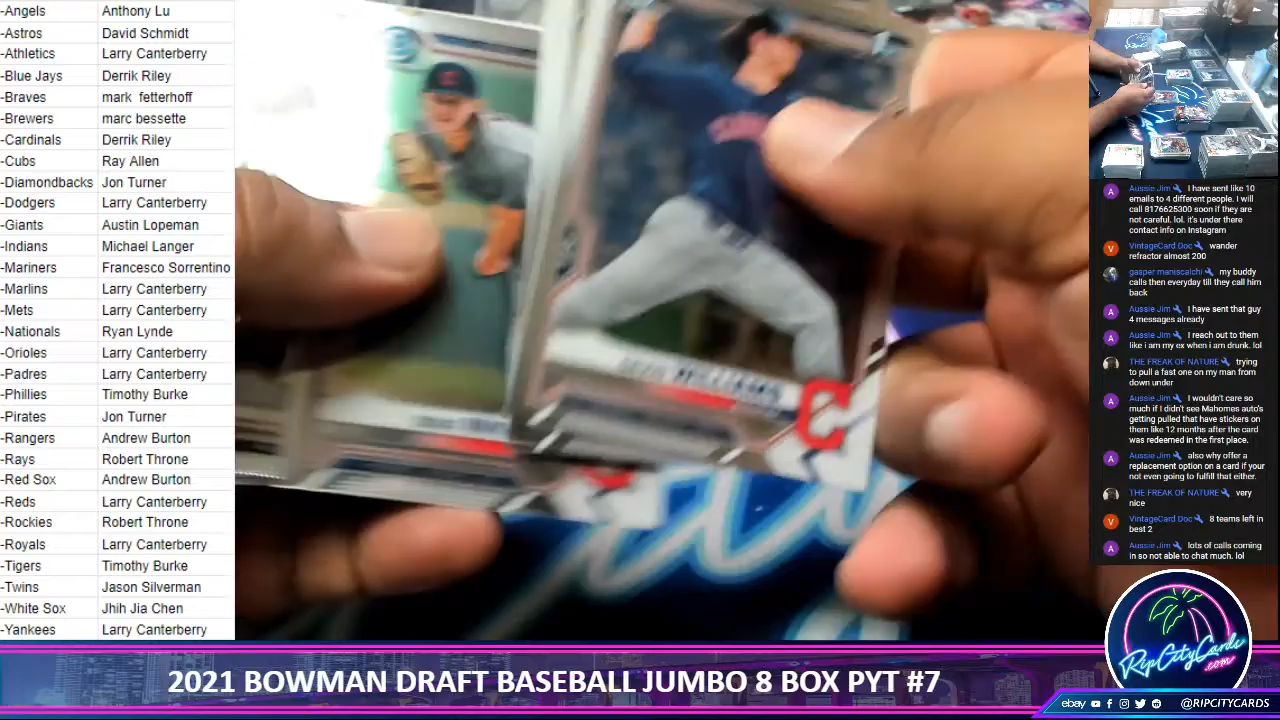 -Angels Anthony Lu
-Astros David Schmidt
-Athletics Larry Canterberry
-Blue Jays Derrik Riley
-Braves mark fetterhoff
-Brewers marc bessette
-Cardinals Derrik Riley
-Cubs Ray Allen
-Diamondbacks Jon Turner
-Dodgers Larry Canterberry
-Giants Austin Lopeman
-Indians Michael Langer
-Mariners Francesco Sorrentino
-Marlins Larry Canterberry
-Mets Larry Canterberry
-Nationals Ryan Lynde
-Orioles Larry Canterberry
-Padres Larry Canterberry
-Phillies Timothy Burke
-Pirates Jon Turner
-Rangers Andrew Burton
-Rays Robert Throne
-Red Sox Andrew Burton
-Reds Larry Canterberry
-Rockies Robert Throne
-Royals Larry Canterberry
-Tigers Timothy Burke
-Twins Jason Silverman
-White Sox Jhih Jia Chen
-Yankees Larry Canterberry
WILLIAMS
C
A Aussie Jim I have sent like 10
emails to 4 different people. I will
call 8176625300 soon if they are
not careful. lol. it's under there
contact info on Instagram
V VintageCard Doc wander
refractor almost 200
gasper maniscalchi my buddy
calls then everyday till they call him
back
A Aussie Jim I have sent that guy
4 messages already
A Aussie Jim I reach out to them
like i am my ex when i am drunk. lol
THE FREAK OF NATURE trying
to pull a fast one on my man from
down under
A Aussie Jim I wouldn't care so
much if I didn't see Mahomes auto's
getting pulled that have stickers on
them like 12 months after the card
was redeemed in the first place.
A Aussie Jim also why offer a
replacement option on a card if your
not even going to fulfill that either.
THE FREAK OF NATURE very
nice
V VintageCard Doc 8 teams left in
best 2
A Aussie Jim lots of calls coming
in so not able to chat much. lol
RipCityCards
.com
2021 BOWMAN DRAFT BASEBALL JUMBO 8 BOX PYT #7
ebay @RIPCITYCARDS